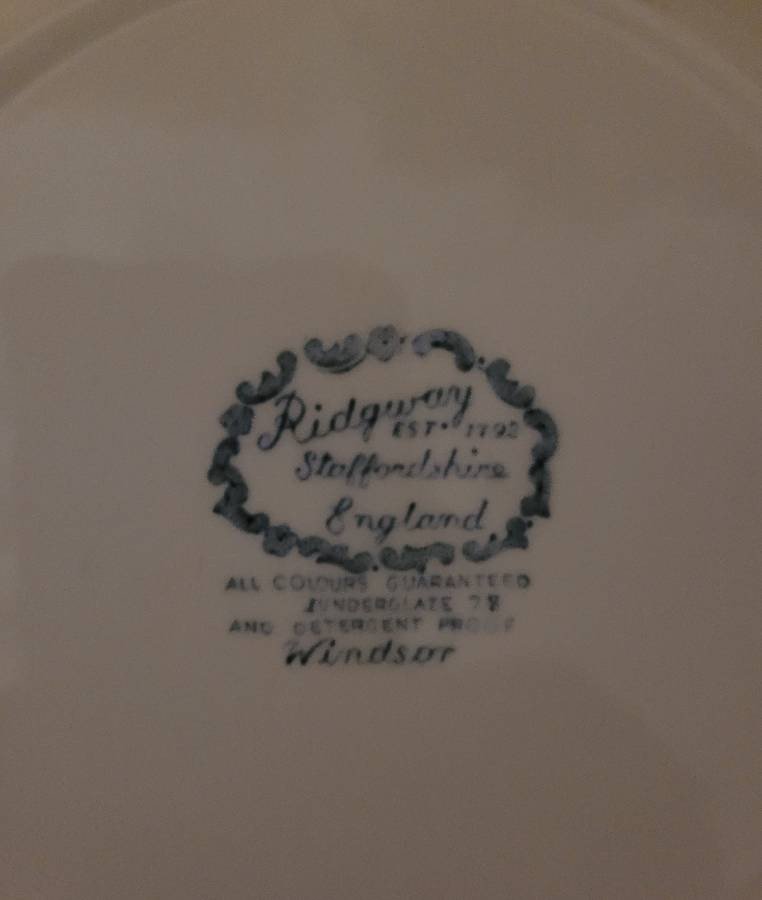 Ridgway
EST. 1792
Staffordshire
England
ALL COLOURS GUARANTEED
UNDERGLAZE
AND DETERGENT PROOF
Windsor